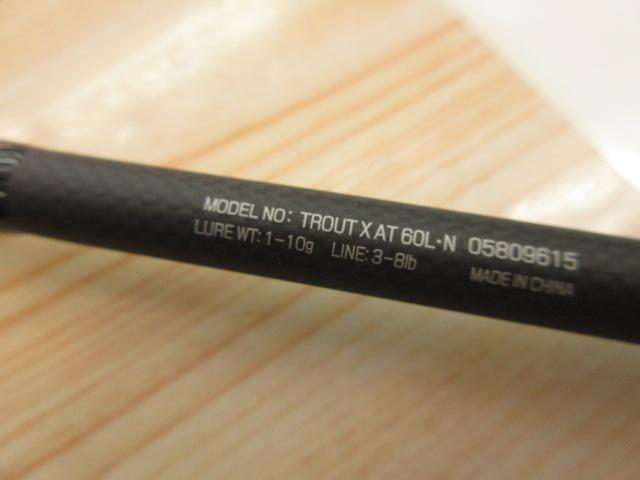 MODEL NO: TROUT X AT 60L·N 05809615
LURE WT: 1-10g LINE: 3-8lb MADE IN CHINA